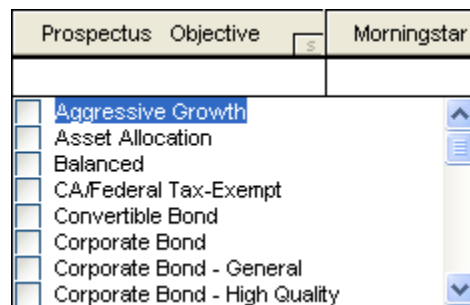 Prospectus Objective s Morningstar
Aggressive Growth
Asset Allocation
Balanced
CA/Federal Tax-Exempt
Convertible Bond
Corporate Bond
Corporate Bond - General
Corporate Bond - High Quality